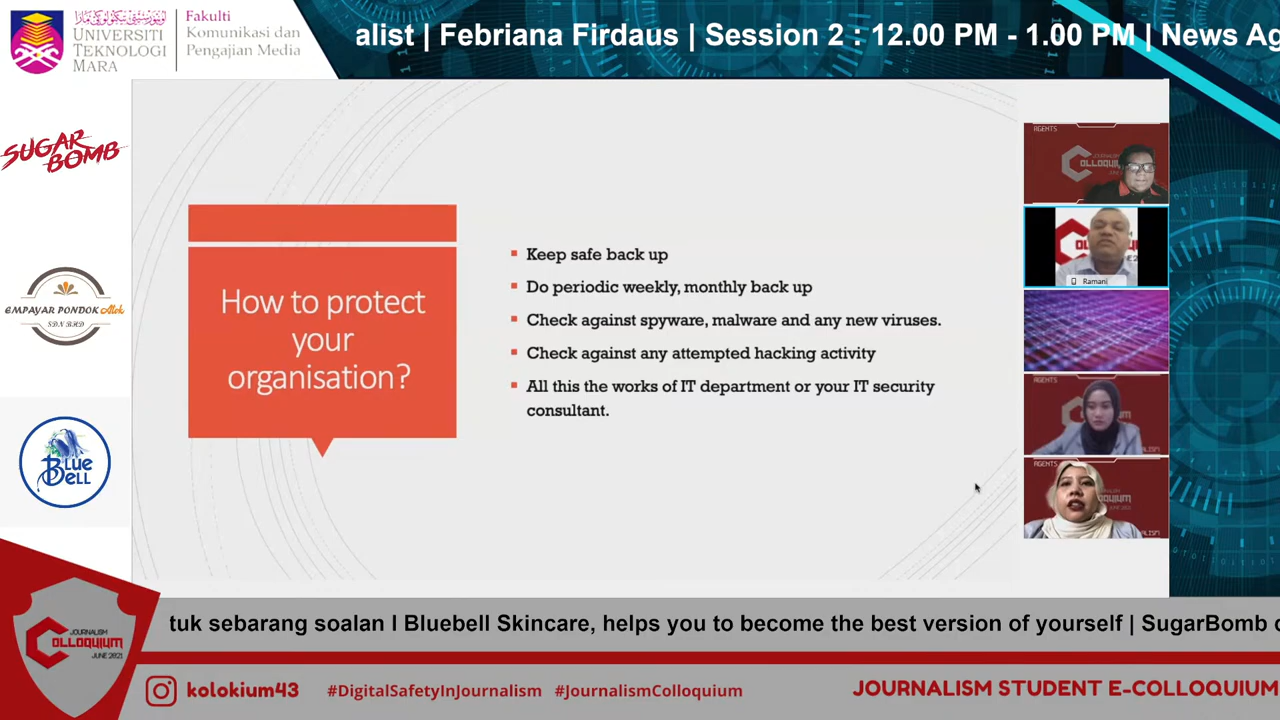 UNIVERSITI
TEKNOLOGI
MARA
Fakulti
Komunikasi dan
Pengajian Media
alist | Febriana Firdaus | Session 2 : 12.00 PM - 1.00 PM | News Ag
SUGAR
BOMB
EMPAYAR PONDOK Atok
SDN BHD
BLUE
BELL
How to protect
your
organisation?
Keep safe back up
Do periodic weekly, monthly back up
Check against spyware, malware and any new viruses.
Check against any attempted hacking activity
All this the works of IT department or your IT security
consultant.
AGENTS
Ramani
AGENTS
AGENTS
tuk sebarang soalan I Bluebell Skincare, helps you to become the best version of yourself | SugarBomb
JOURNALISM
COLLOQUIUM
JUNE 2021
kolokium43
#DigitalSafetyInJournalism #JournalismColloquium
JOURNALISM STUDENT E-COLLOQUIUM